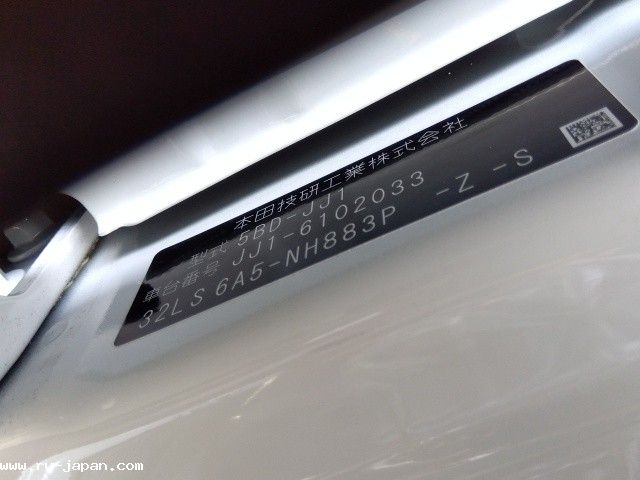 本田技研工業株式会社
型式 5BD-JJ1
車台番号 JJ1-6102033
32LS 6A5-NH883P -Z -S
www.rv-japan.com